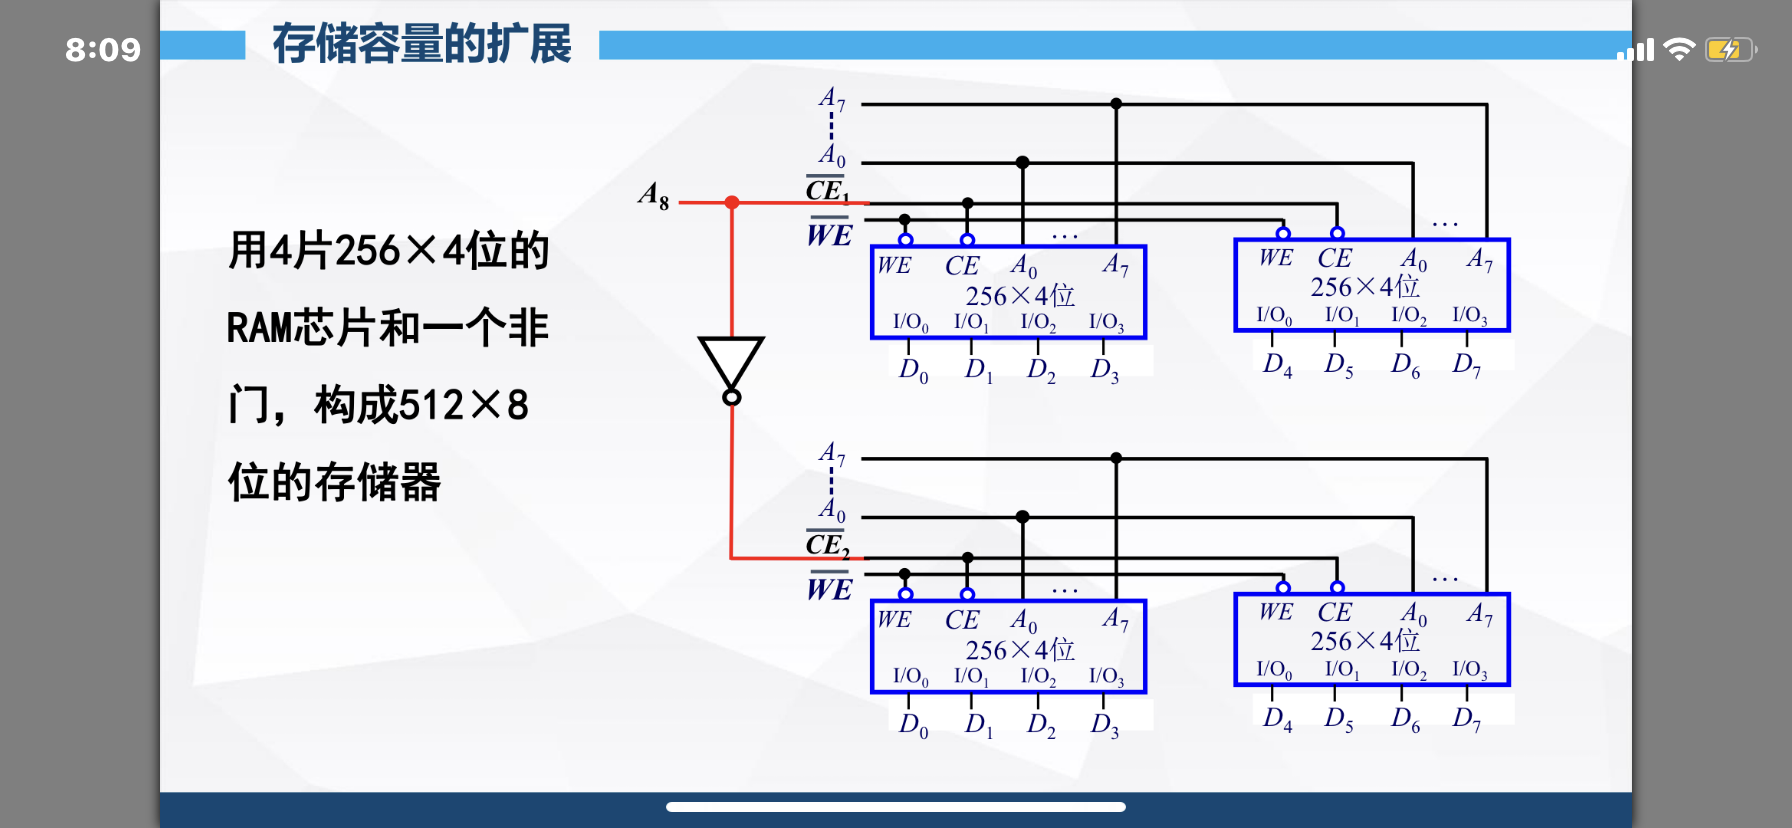 8:09
存储容量的扩展
用4片256×4位的
RAM芯片和一个非
门，构成512×8
位的存储器
A8
A7
A0
CE1
WE
WE CE A0 ... A7
256×4位
I/O0 I/O1 I/O2 I/O3
D0 D1 D2 D3
WE CE A0 ... A7
256×4位
I/O0 I/O1 I/O2 I/O3
D4 D5 D6 D7
A7
A0
CE2
WE
WE CE A0 ... A7
256×4位
I/O0 I/O1 I/O2 I/O3
D0 D1 D2 D3
WE CE A0 ... A7
256×4位
I/O0 I/O1 I/O2 I/O3
D4 D5 D6 D7